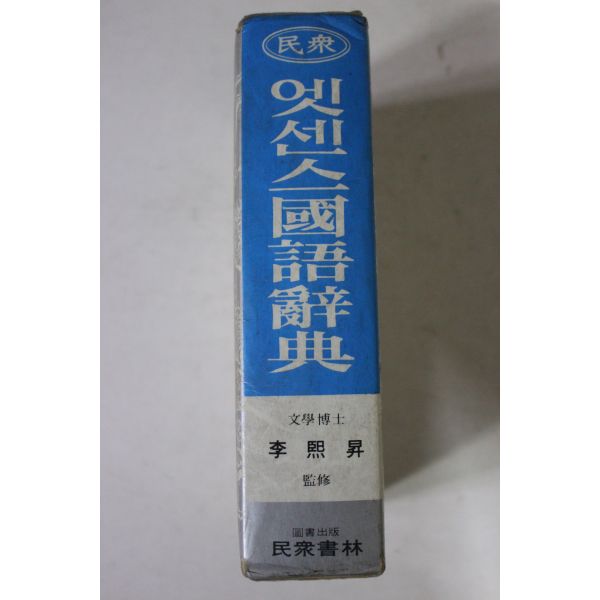 民衆
엣센스國語辭典
文學博士
李熙昇
監修
圖書出版
民衆書林